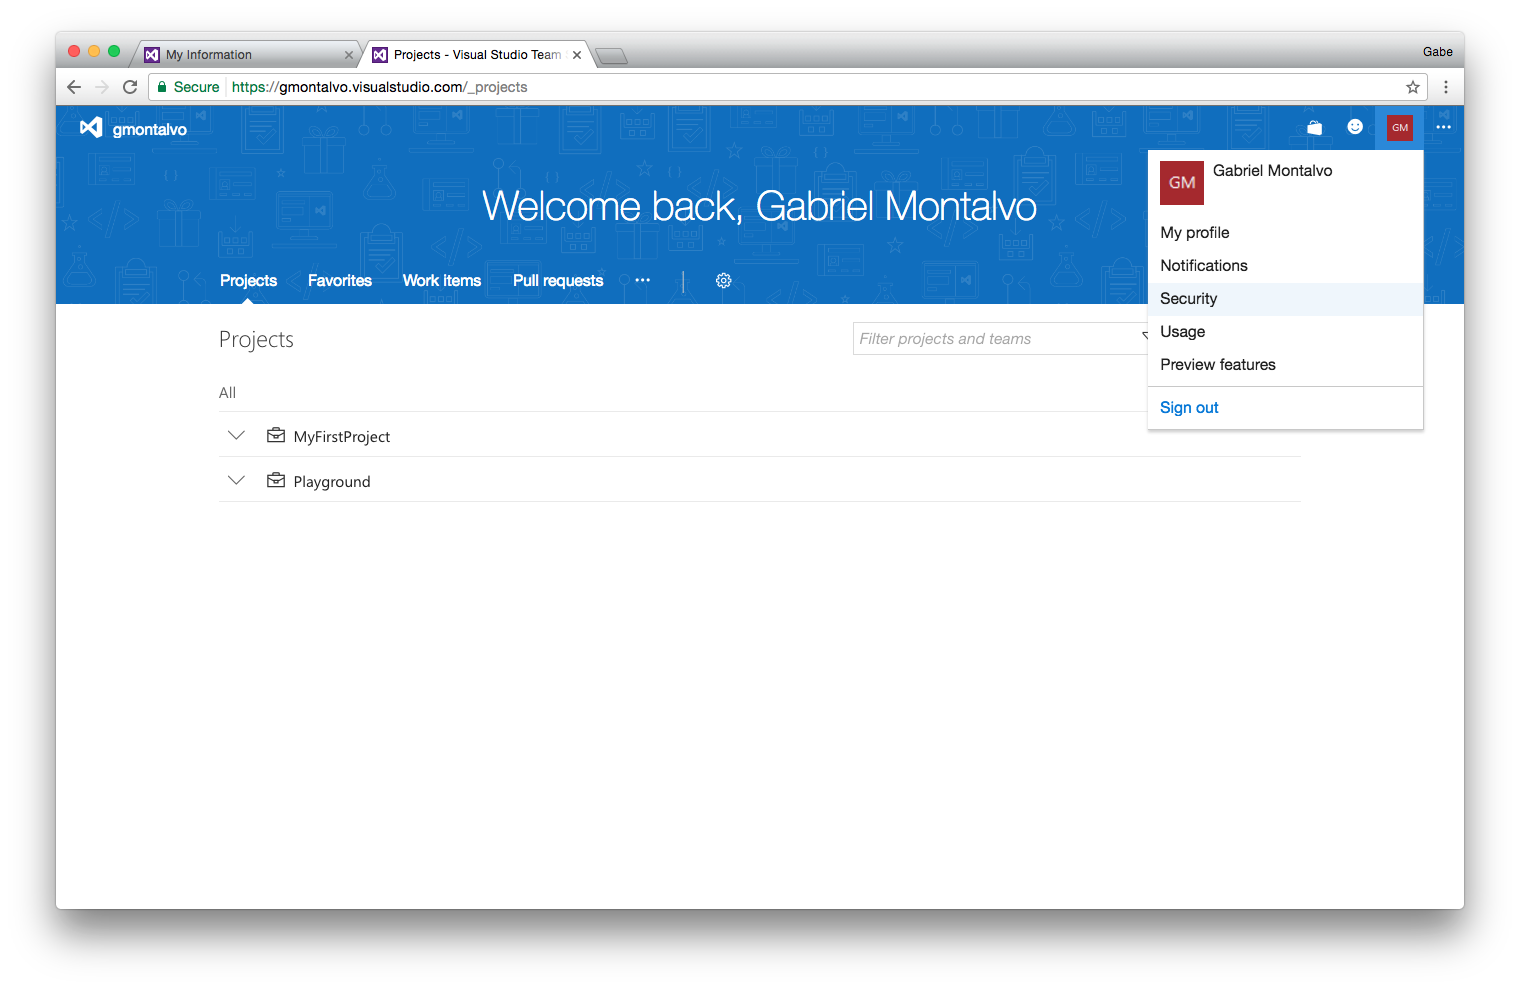 My Information
Projects - Visual Studio Team
Gabe
Secure
https://gmontalvo.visualstudio.com/_projects
gmontalvo
GM
GM
Gabriel Montalvo
Welcome back, Gabriel Montalvo
My profile
Notifications
Security
Usage
Preview features
Sign out
Projects
Favorites
Work items
Pull requests
Projects
Filter projects and teams
All
MyFirstProject
Playground